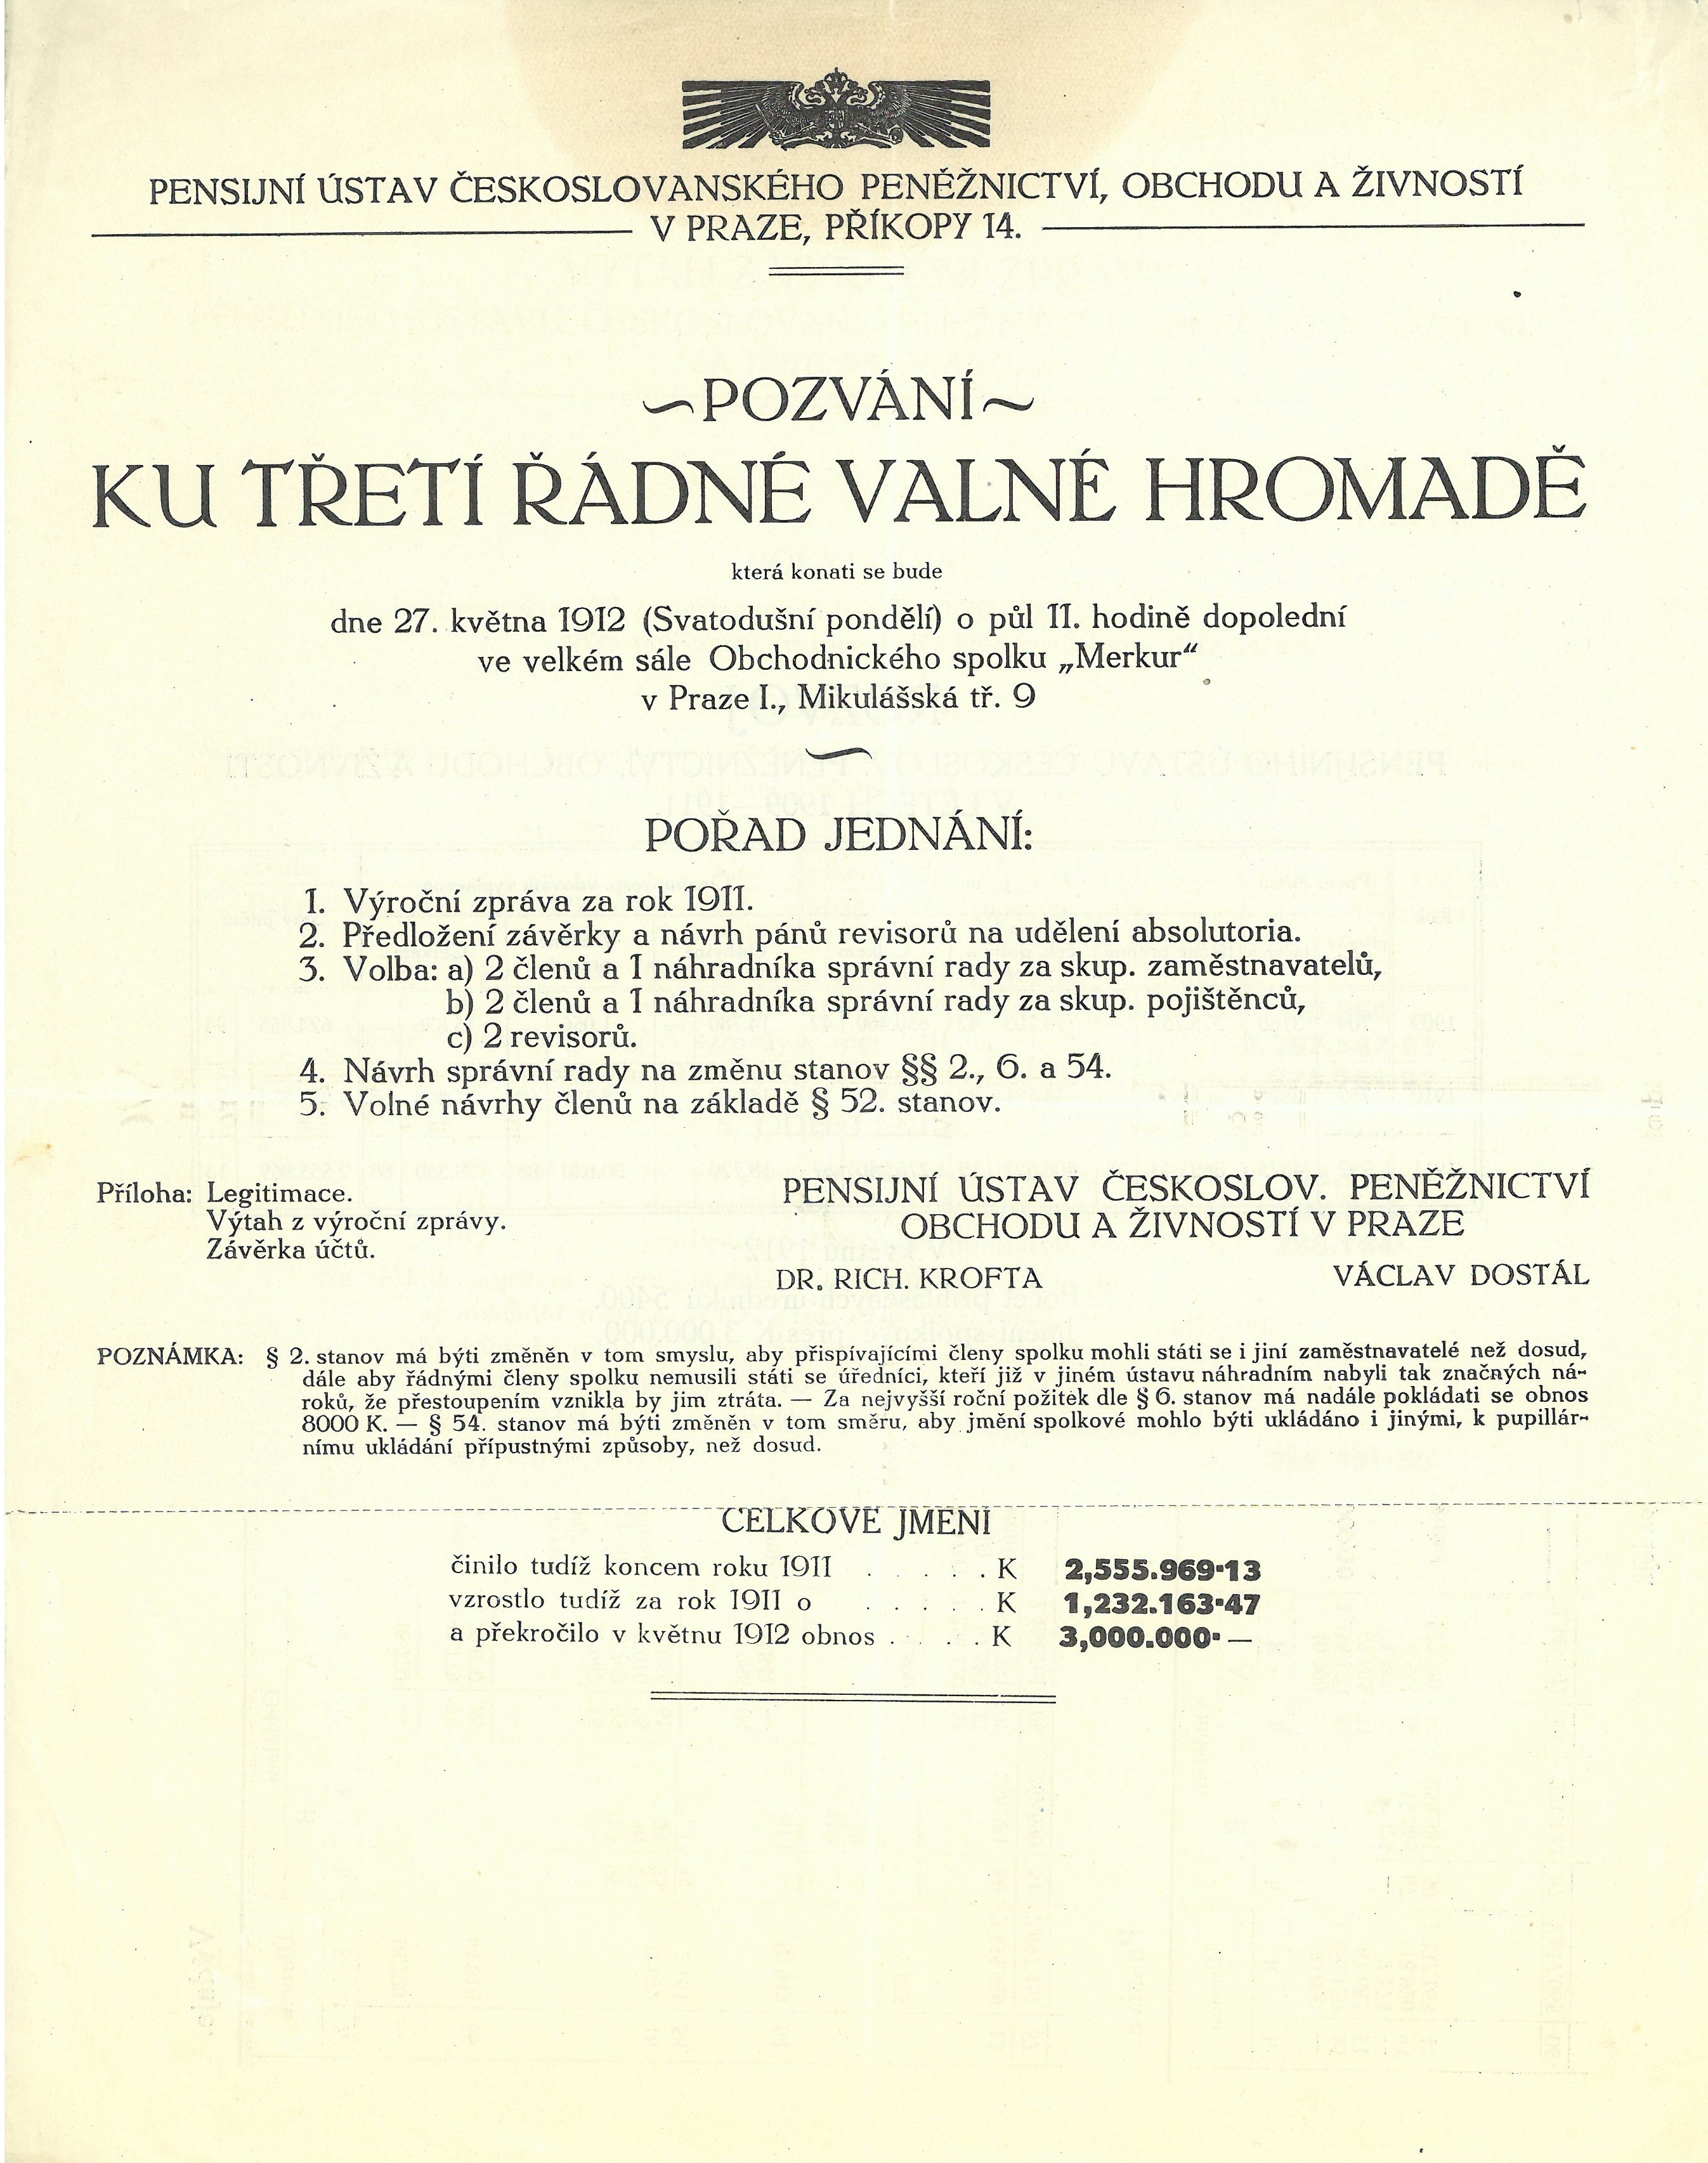 PENSIJNÍ ÚSTAV ČESKOSLOVANSKÉHO PENĚŽNICTVÍ, OBCHODU A ŽIVNOSTÍ
V PRAZE, PŘÍKOPY 14.
~POZVÁNÍ~
KU TŘETÍ ŘÁDNÉ VALNÉ HROMADĚ
která konati se bude
dne 27. května 1912 (Svatodušní pondělí) o půl 11. hodině dopolední
ve velkém sále Obchodnického spolku „Merkur“
v Praze I., Mikulášská tř. 9
POŘAD JEDNÁNÍ:
1. Výroční zpráva za rok 1911.
2. Předložení závěrky a návrh pánů revisorů na udělení absolutoria.
3. Volba: a) 2 členů a 1 náhradníka správní rady za skup. zaměstnavatelů,
b) 2 členů a 1 náhradníka správní rady za skup. pojištěnců,
c) 2 revisorů.
4. Návrh správní rady na změnu stanov §§ 2., 6. a 54.
5. Volné návrhy členů na základě § 52. stanov.
Příloha: Legitimace.
Výtah z výroční zprávy.
Závěrka účtů.
PENSIJNÍ ÚSTAV ČESKOSLOV. PENĚŽNICTVÍ
OBCHODU A ŽIVNOSTÍ V PRAZE
DR. RICH. KROFTA VÁCLAV DOSTÁL
POZNÁMKA: § 2. stanov má býti změněn v tom smyslu, aby přispívajícími členy spolku mohli státi se i jiní zaměstnavatelé než dosud,
dále aby řádnými členy spolku nemusili státi se úředníci, kteří již v jiném ústavu náhradním nabyli tak značných ná-
roků, že přestoupením vznikla by jim ztráta. — Za nejvyšší roční požitek dle § 6. stanov má nadále pokládati se obnos
8000 K. — § 54. stanov má býti změněn v tom směru, aby jmění spolkové mohlo býti ukládáno i jinými, k pupillár-
nímu ukládání přípustnými způsoby, než dosud.
CELKOVÉ JMĚNÍ
činilo tudíž koncem roku 1911 . . . . . K 2,555.969·13
vzrostlo tudíž za rok 1911 o . . . . . K 1,232.163·47
a překročilo v květnu 1912 obnos . . . . K 3,000.000·—